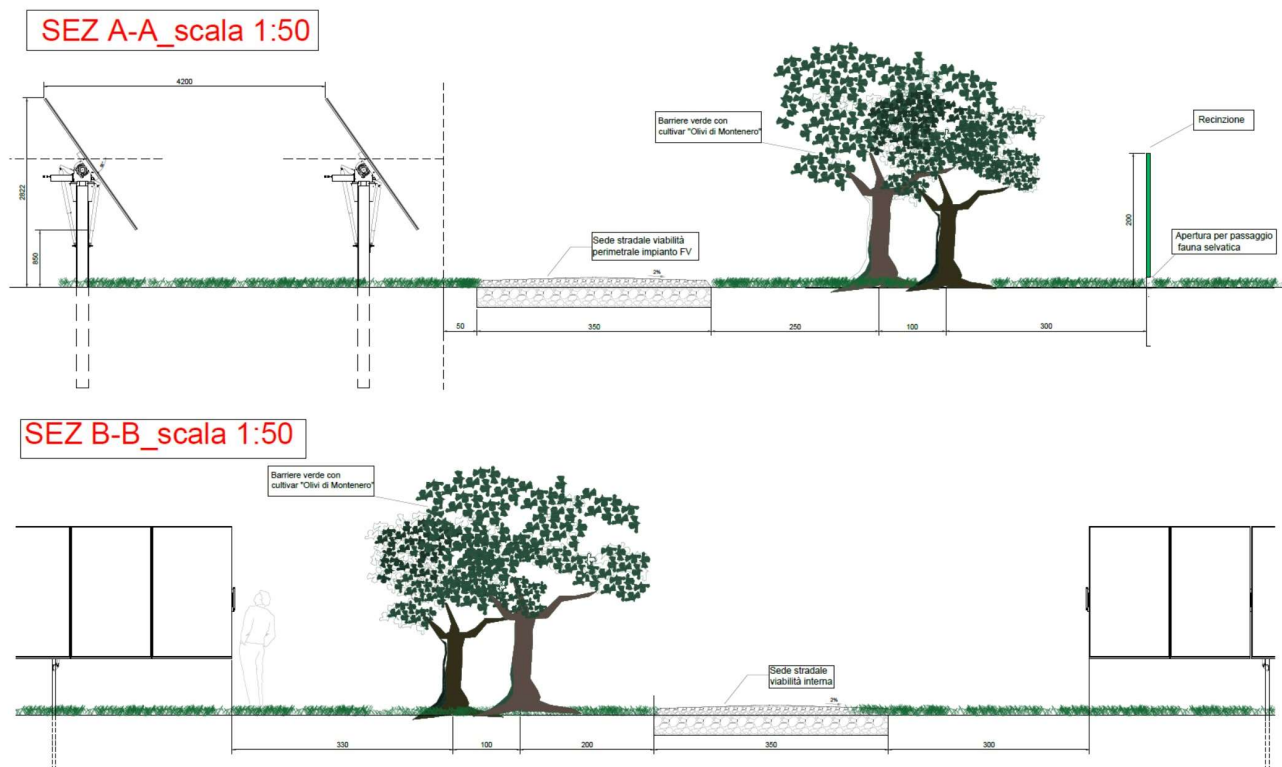 SEZ A-A_scala 1:50
4200
2822
850
Barriere verde con
cultivar "Olivi di Montenero"
Recinzione
200
Sede stradale viabilità
perimetrale impianto FV
2%
Apertura per passaggio
fauna selvatica
50
350
250
100
300
SEZ B-B_scala 1:50
Barriere verde con
cultivar "Olivi di Montenero"
Sede stradale
viabilità interna
2%
330
100
200
350
300